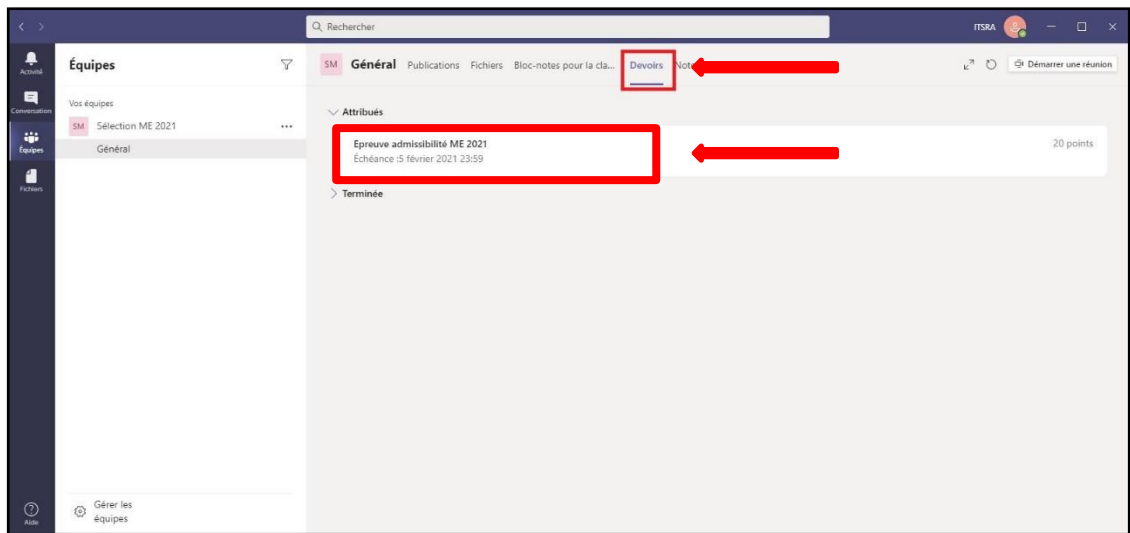 Rechercher
ITSRA
Activité
Conversation
Équipes
Fichiers
Aide
Équipes
Vos équipes
SM Sélection ME 2021 ...
Général
Gérer les
équipes
SM Général Publications Fichiers Bloc-notes pour la cla... Devoirs Démarrer une réunion
Attribués
Epreuve admissibilité ME 2021 20 points
Échéance :5 février 2021 23:59
Terminée